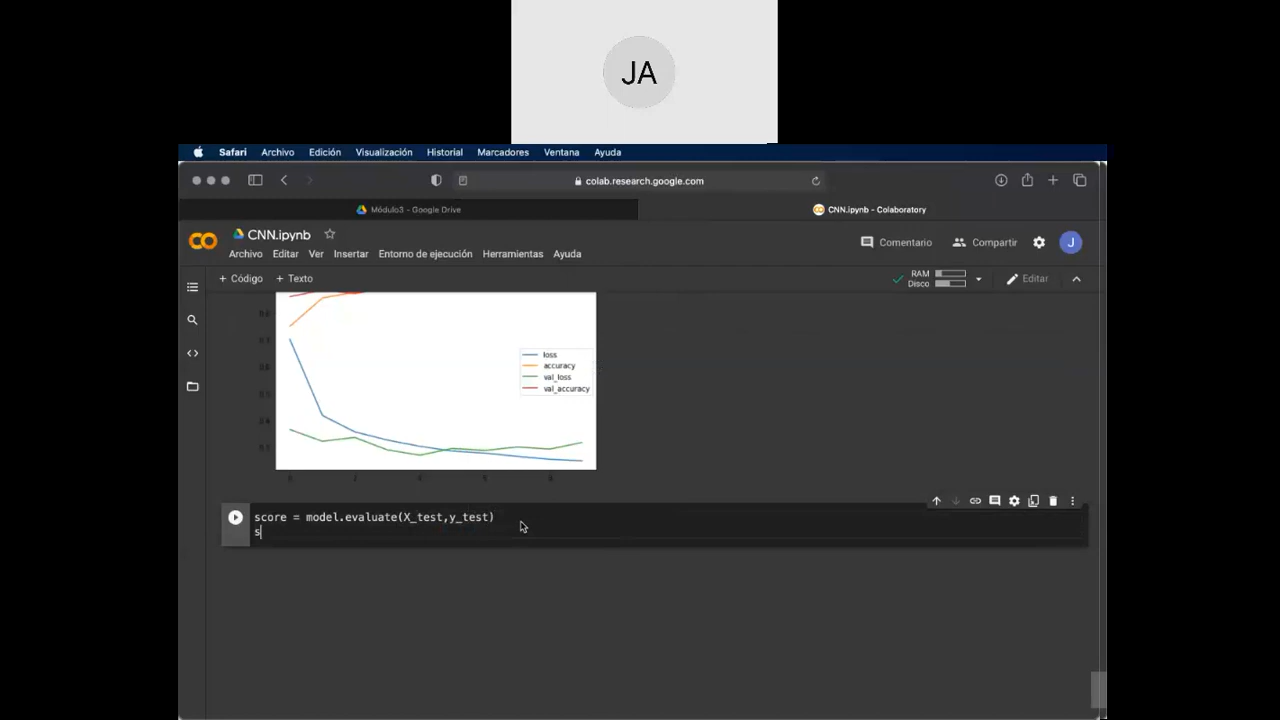 JA
Safari Archivo Edición Visualización Historial Marcadores Ventana Ayuda
colab.research.google.com
Módulo3 - Google Drive
CNN.ipynb - Colaboratory
CNN.ipynb
Comentario
Compartir
J
Archivo Editar Ver Insertar Entorno de ejecución Herramientas Ayuda
+ Código + Texto
RAM
Disco
Editar
loss
accuracy
val_loss
val_accuracy
score = model.evaluate(X_test,y_test)
s